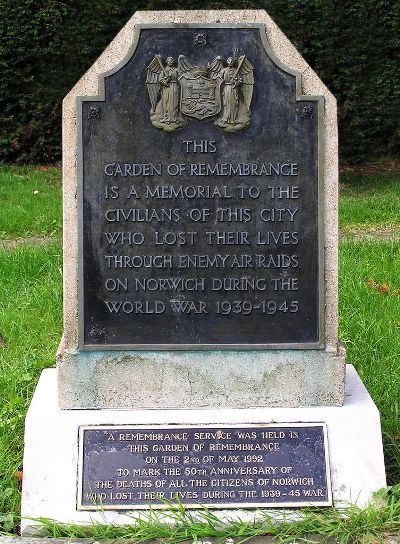 THIS
GARDEN OF REMEMBRANCE
IS A MEMORIAL TO THE
CIVILIANS OF THIS CITY
WHO LOST THEIR LIVES
THROUGH ENEMY AIR RAIDS
ON NORWICH DURING THE
WORLD WAR 1939-1945
A REMEMBRANCE SERVICE WAS HELD IN
THIS GARDEN OF REMEMBRANCE
ON THE 2ND OF MAY 1992
TO MARK THE 50TH ANNIVERSARY OF
THE DEATHS OF ALL THE CITIZENS OF NORWICH
WHO LOST THEIR LIVES DURING THE 1939-45 WAR